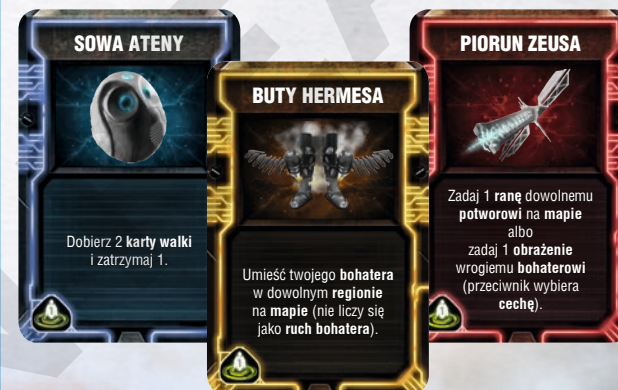 SOWA ATENY
Dobierz 2 karty walki
i zatrzymaj 1.
BUTY HERMESA
Umieść twojego bohatera
w dowolnym regionie
na mapie (nie liczy się
jako ruch bohatera).
PIORUN ZEUSA
Zadaj 1 ranę dowolnemu
potworowi na mapie
albo
zadaj 1 obrażenie
wrogiemu bohaterowi
(przeciwnik wybiera
cechę).